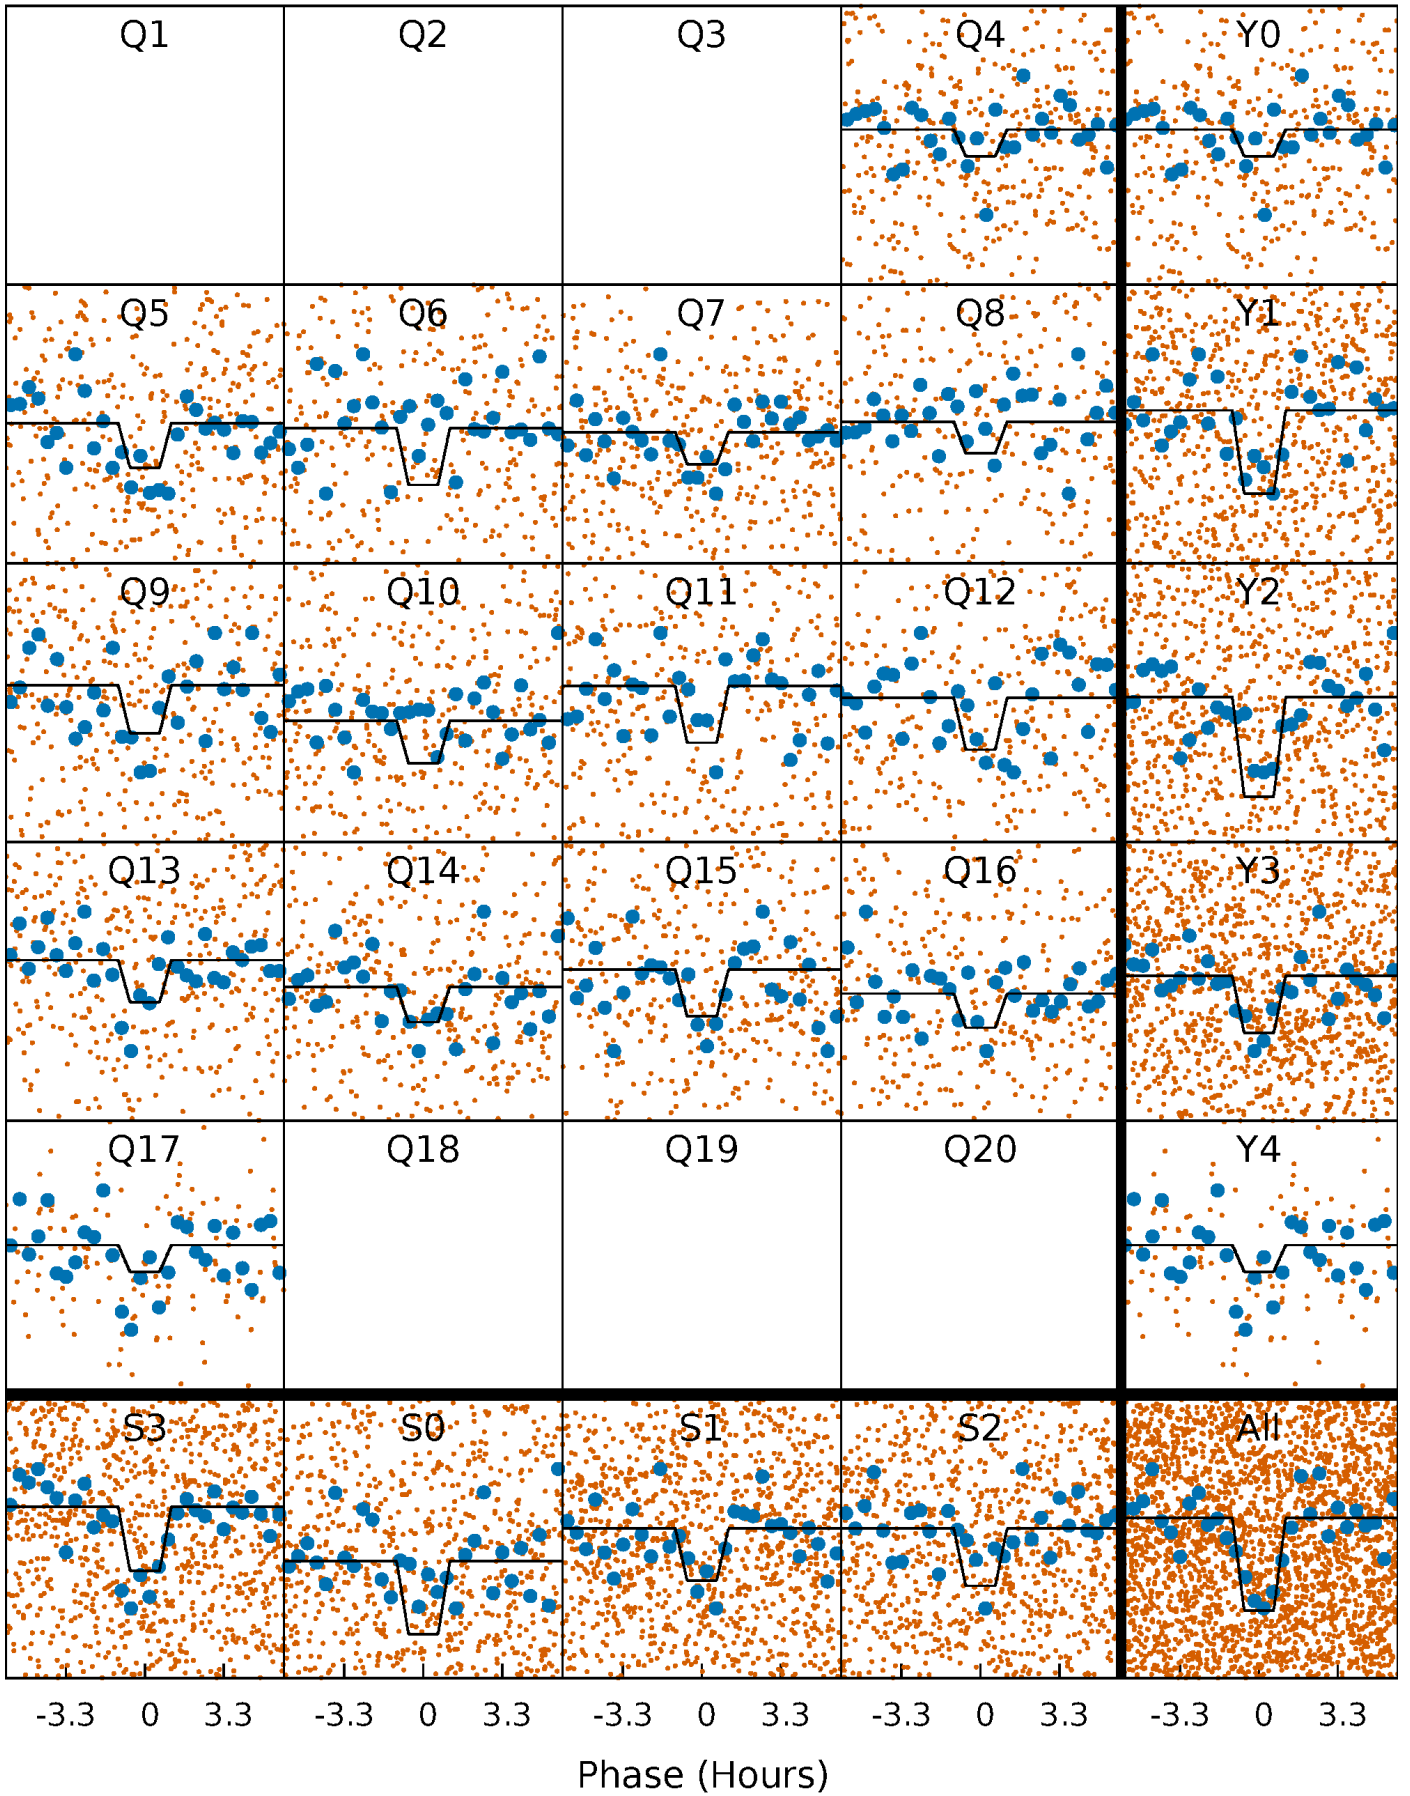 Q1 Q2 Q3 Q4 Y0
Q5 Q6 Q7 Q8 Y1
Q9 Q10 Q11 Q12 Y2
Q13 Q14 Q15 Q16 Y3
Q17 Q18 Q19 Q20 Y4
S3 S0 S1 S2 All
-3.3 0 3.3 -3.3 0 3.3 -3.3 0 3.3 -3.3 0 3.3 -3.3 0 3.3
Phase (Hours)